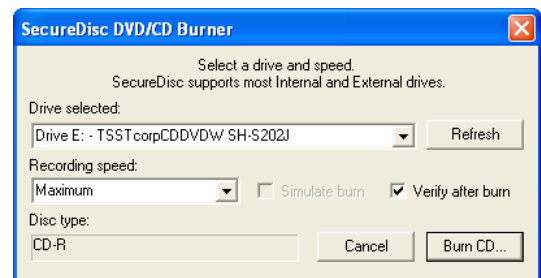 SecureDisc DVD/CD Burner
Select a drive and speed.
SecureDisc supports most Internal and External drives.
Drive selected:
Drive E: - TSSTcorpCDDVDW SH-S202J
Refresh
Recording speed:
Maximum
Simulate burn
Verify after burn
Disc type:
CD-R
Cancel
Burn CD...